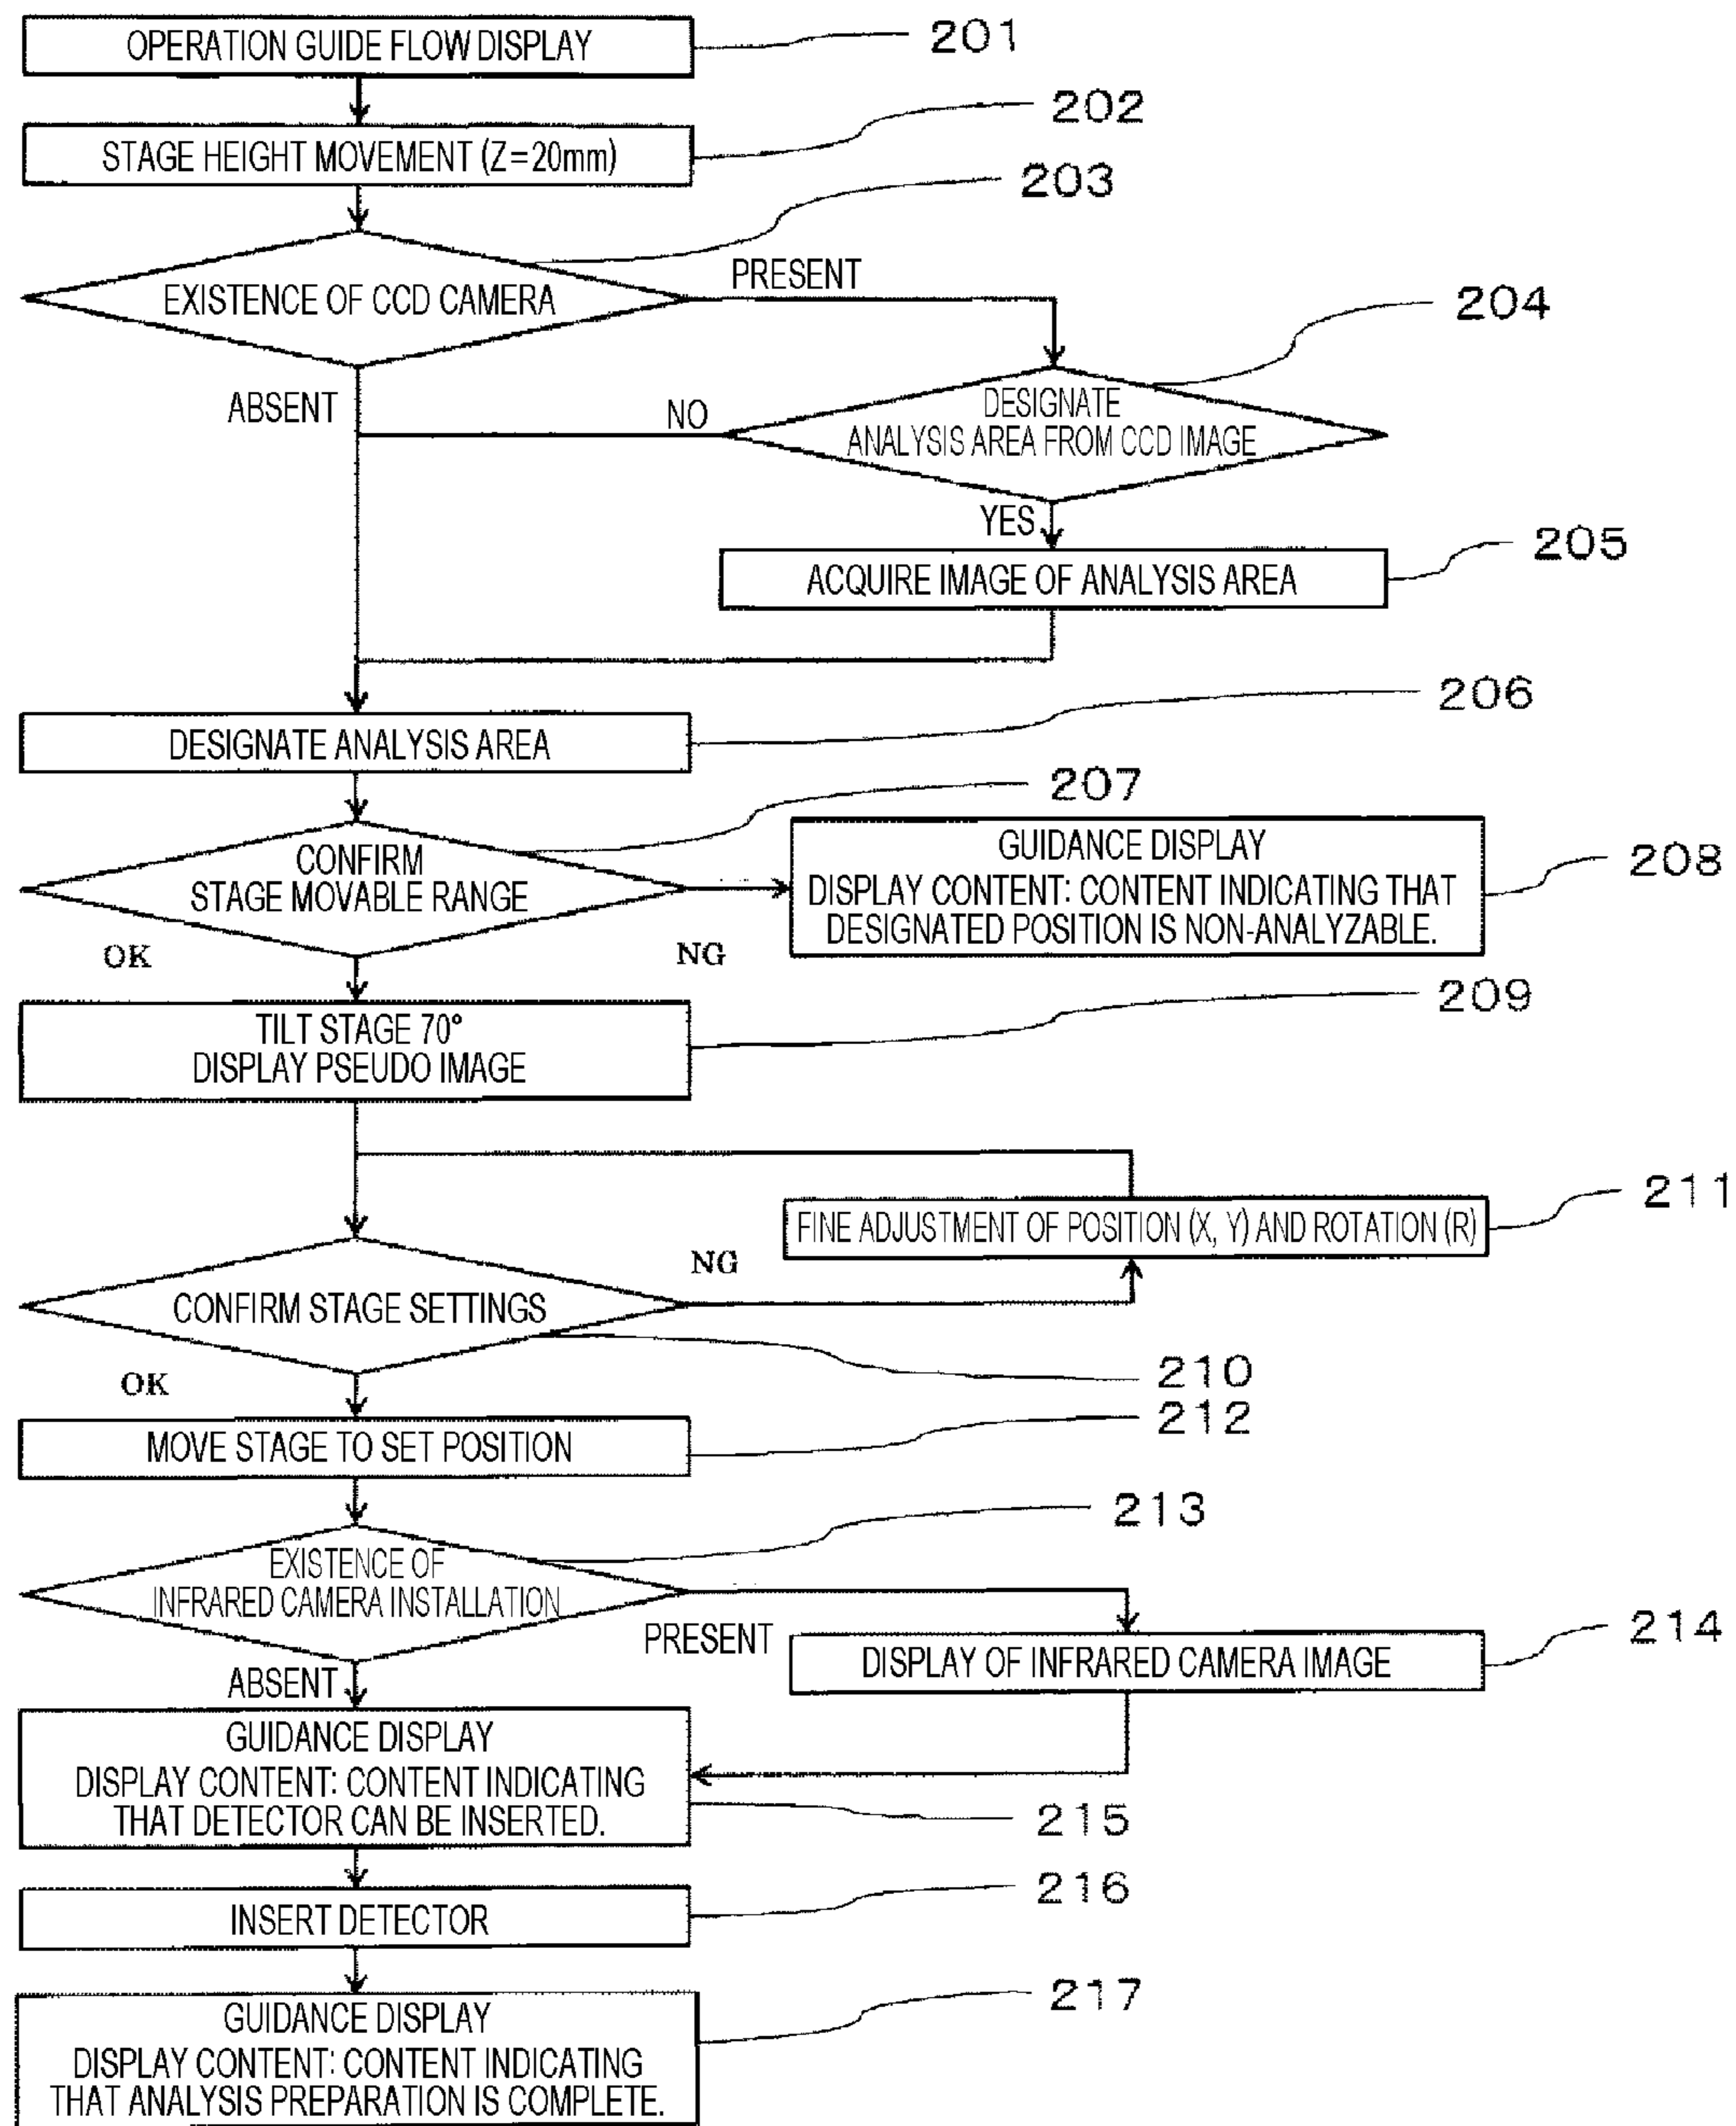 OPERATION GUIDE FLOW DISPLAY
201
STAGE HEIGHT MOVEMENT (Z=20mm)
202
EXISTENCE OF CCD CAMERA
203
PRESENT
ABSENT
DESIGNATE
ANALYSIS AREA FROM CCD IMAGE
204
NO
YES
ACQUIRE IMAGE OF ANALYSIS AREA
205
DESIGNATE ANALYSIS AREA
206
CONFIRM
STAGE MOVABLE RANGE
207
OK
NG
GUIDANCE DISPLAY
DISPLAY CONTENT: CONTENT INDICATING THAT
DESIGNATED POSITION IS NON-ANALYZABLE.
208
TILT STAGE 70°
DISPLAY PSEUDO IMAGE
209
FINE ADJUSTMENT OF POSITION (X, Y) AND ROTATION (R)
211
NG
CONFIRM STAGE SETTINGS
210
OK
MOVE STAGE TO SET POSITION
212
EXISTENCE OF
INFRARED CAMERA INSTALLATION
213
PRESENT
DISPLAY OF INFRARED CAMERA IMAGE
214
ABSENT
GUIDANCE DISPLAY
DISPLAY CONTENT: CONTENT INDICATING
THAT DETECTOR CAN BE INSERTED.
215
INSERT DETECTOR
216
GUIDANCE DISPLAY
DISPLAY CONTENT: CONTENT INDICATING
THAT ANALYSIS PREPARATION IS COMPLETE.
217